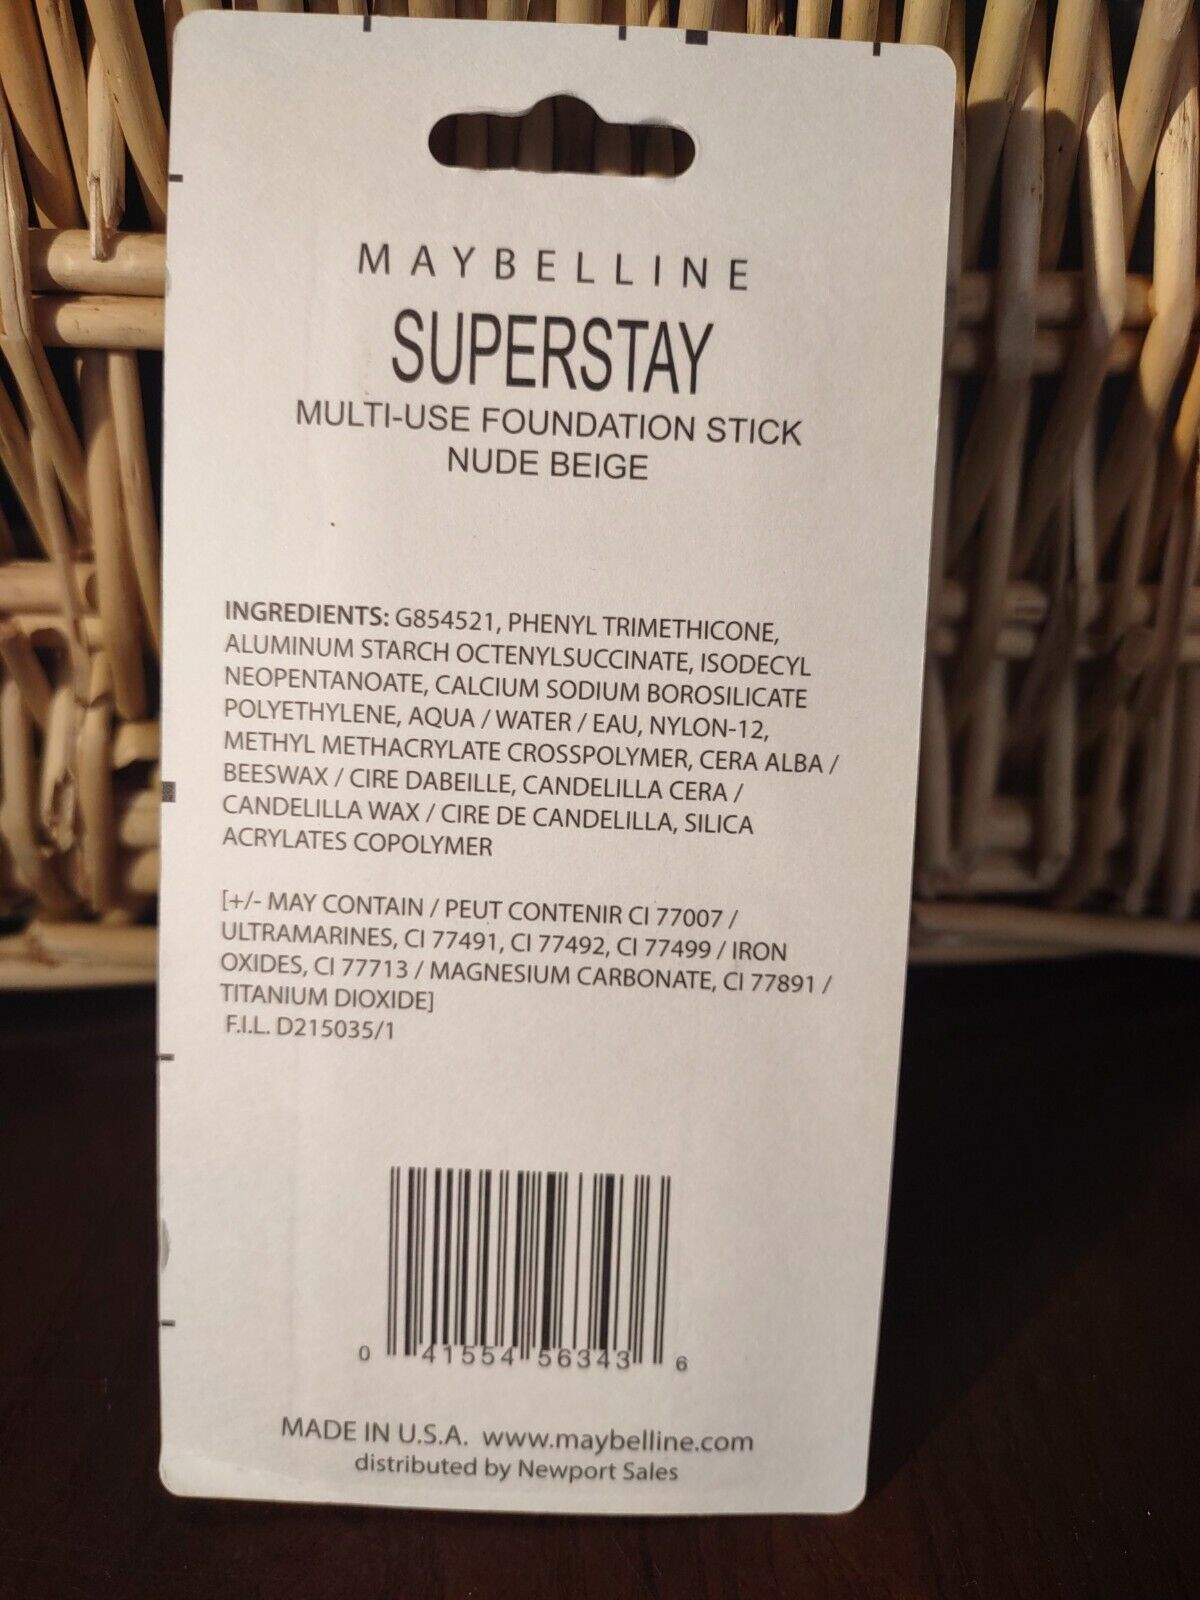 MAYBELLINE
SUPERSTAY
MULTI-USE FOUNDATION STICK
NUDE BEIGE
INGREDIENTS: G854521, PHENYL TRIMETHICONE,
ALUMINUM STARCH OCTENYLSUCCINATE, ISODECYL
NEOPENTANOATE, CALCIUM SODIUM BOROSILICATE
POLYETHYLENE, AQUA / WATER / EAU, NYLON-12,
METHYL METHACRYLATE CROSSPOLYMER, CERA ALBA /
BEESWAX / CIRE DABEILLE, CANDELILLA CERA /
CANDELILLA WAX / CIRE DE CANDELILLA, SILICA
ACRYLATES COPOLYMER
[+/- MAY CONTAIN / PEUT CONTENIR CI 77007 /
ULTRAMARINES, CI 77491, CI 77492, CI 77499 / IRON
OXIDES, CI 77713 / MAGNESIUM CARBONATE, CI 77891 /
TITANIUM DIOXIDE]
F.I.L. D215035/1
0 41554 56343 6
MADE IN U.S.A. www.maybelline.com
distributed by Newport Sales